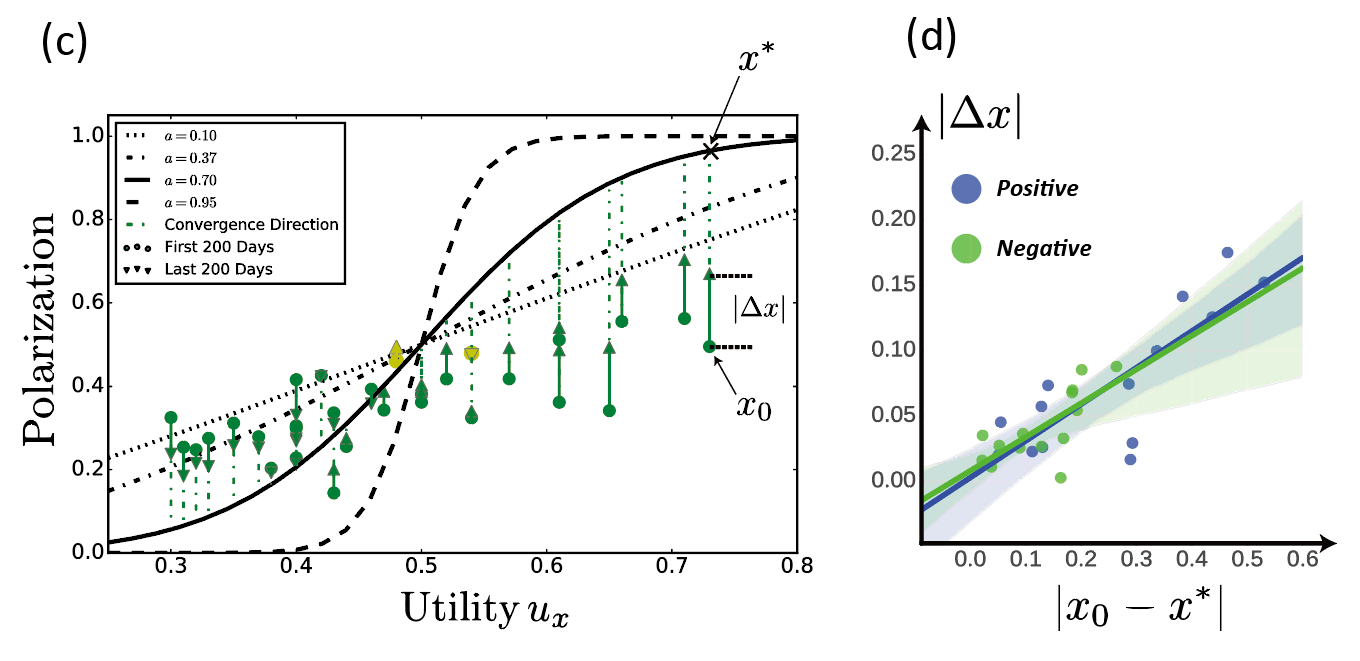 (c)
x*
1.0
0.8
0.6
0.4
0.2
0.0
Polarization
a = 0.10
a = 0.37
a = 0.70
a = 0.95
Convergence Direction
First 200 Days
Last 200 Days
|Δx|
x₀
0.3 0.4 0.5 0.6 0.7 0.8
Utility uₓ
(d)
|Δx|
0.25
0.20
0.15
0.10
0.05
0.00
Positive
Negative
0.0 0.1 0.2 0.3 0.4 0.5 0.6
|x₀ − x*|